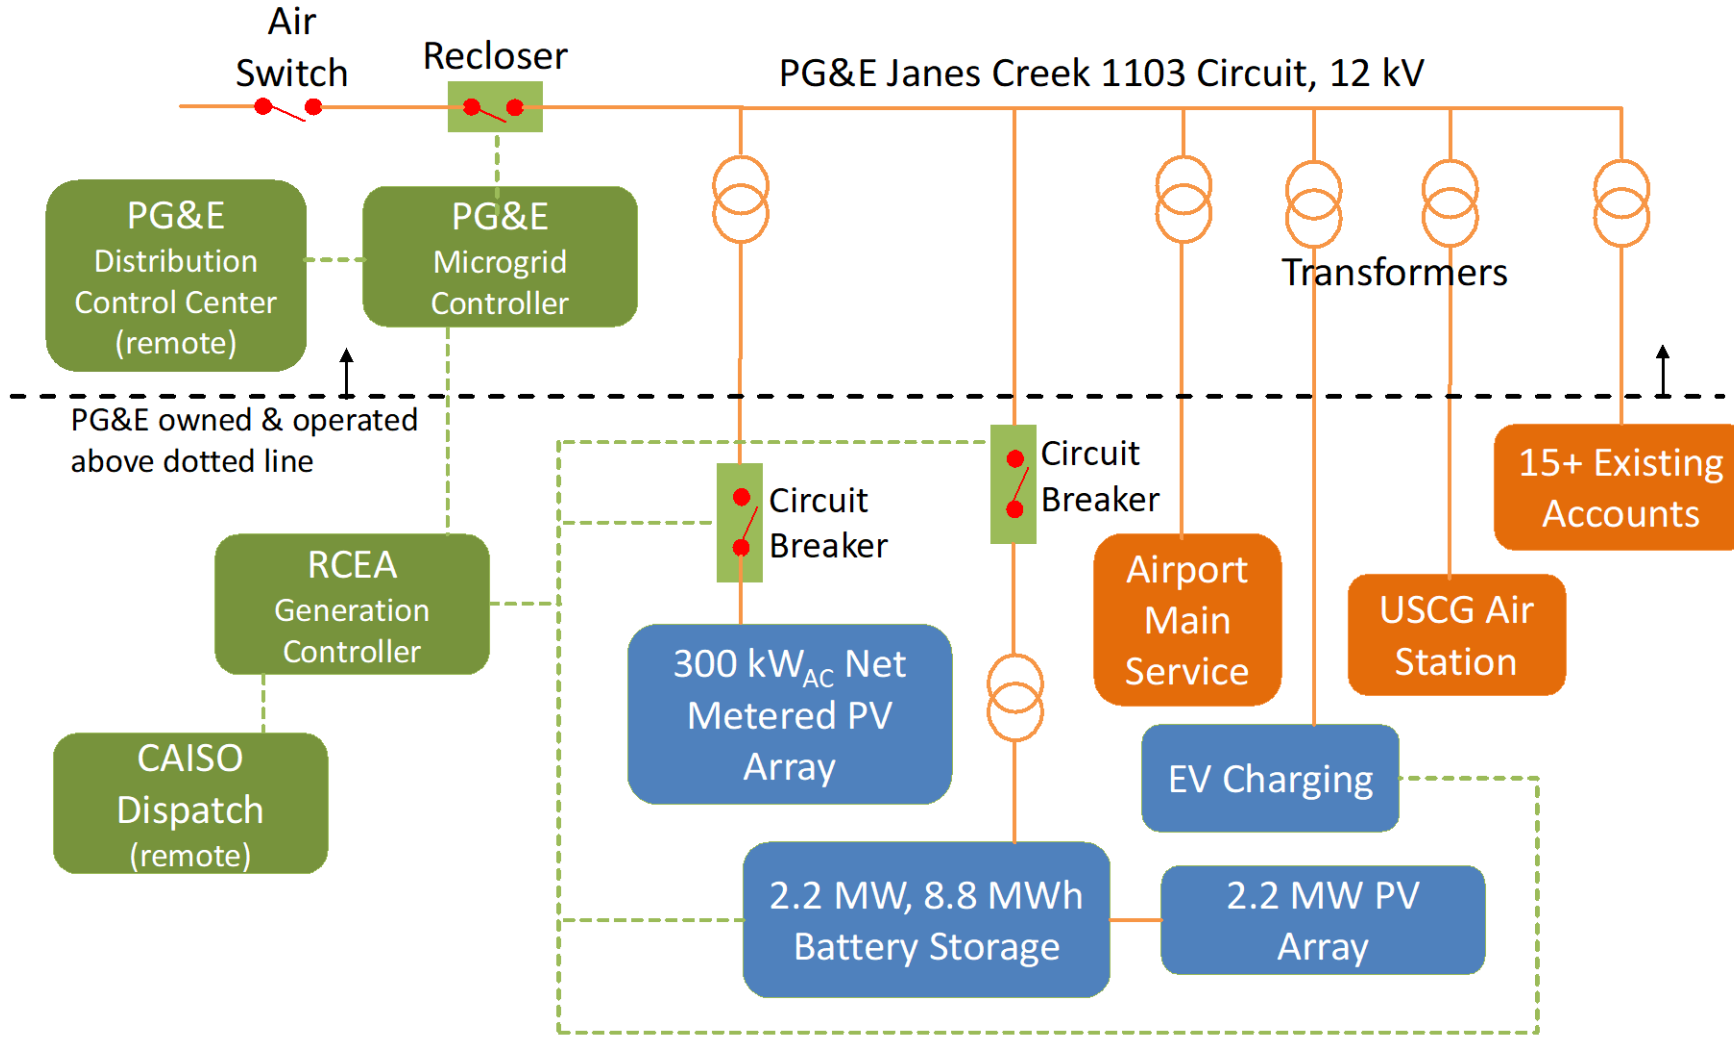 Air
Switch
Recloser
PG&E Janes Creek 1103 Circuit, 12 kV
PG&E
Distribution
Control Center
(remote)
PG&E
Microgrid
Controller
Transformers
PG&E owned & operated
above dotted line
Circuit
Breaker
Circuit
Breaker
15+ Existing
Accounts
RCEA
Generation
Controller
Airport
Main
Service
USCG Air
Station
300 kWAC Net
Metered PV
Array
CAISO
Dispatch
(remote)
EV Charging
2.2 MW, 8.8 MWh
Battery Storage
2.2 MW PV
Array